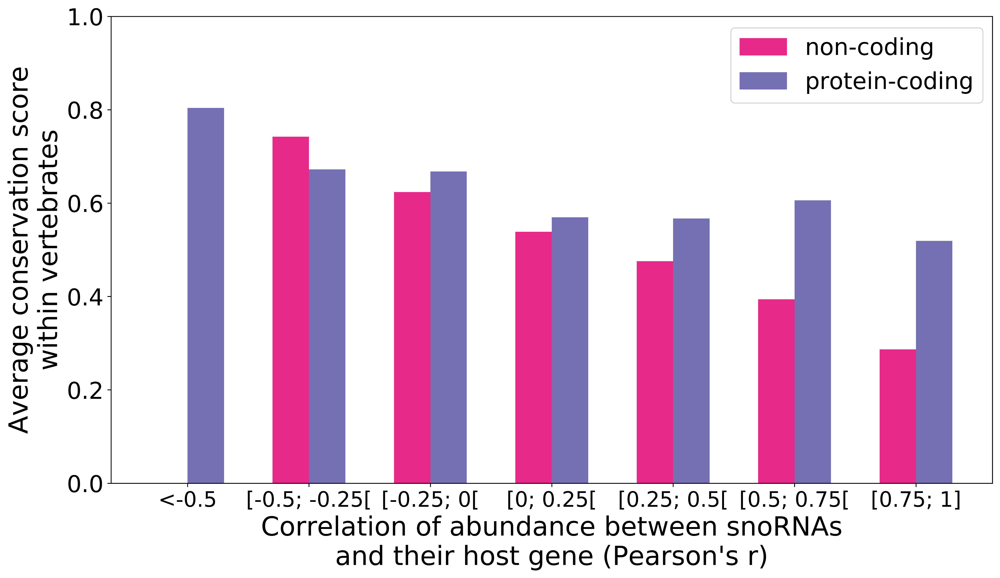 non-coding
protein-coding
Average conservation score
within vertebrates
1.0
0.8
0.6
0.4
0.2
0.0
<-0.5
[-0.5; -0.25[
[-0.25; 0[
[0; 0.25[
[0.25; 0.5[
[0.5; 0.75[
[0.75; 1]
Correlation of abundance between snoRNAs
and their host gene (Pearson's r)